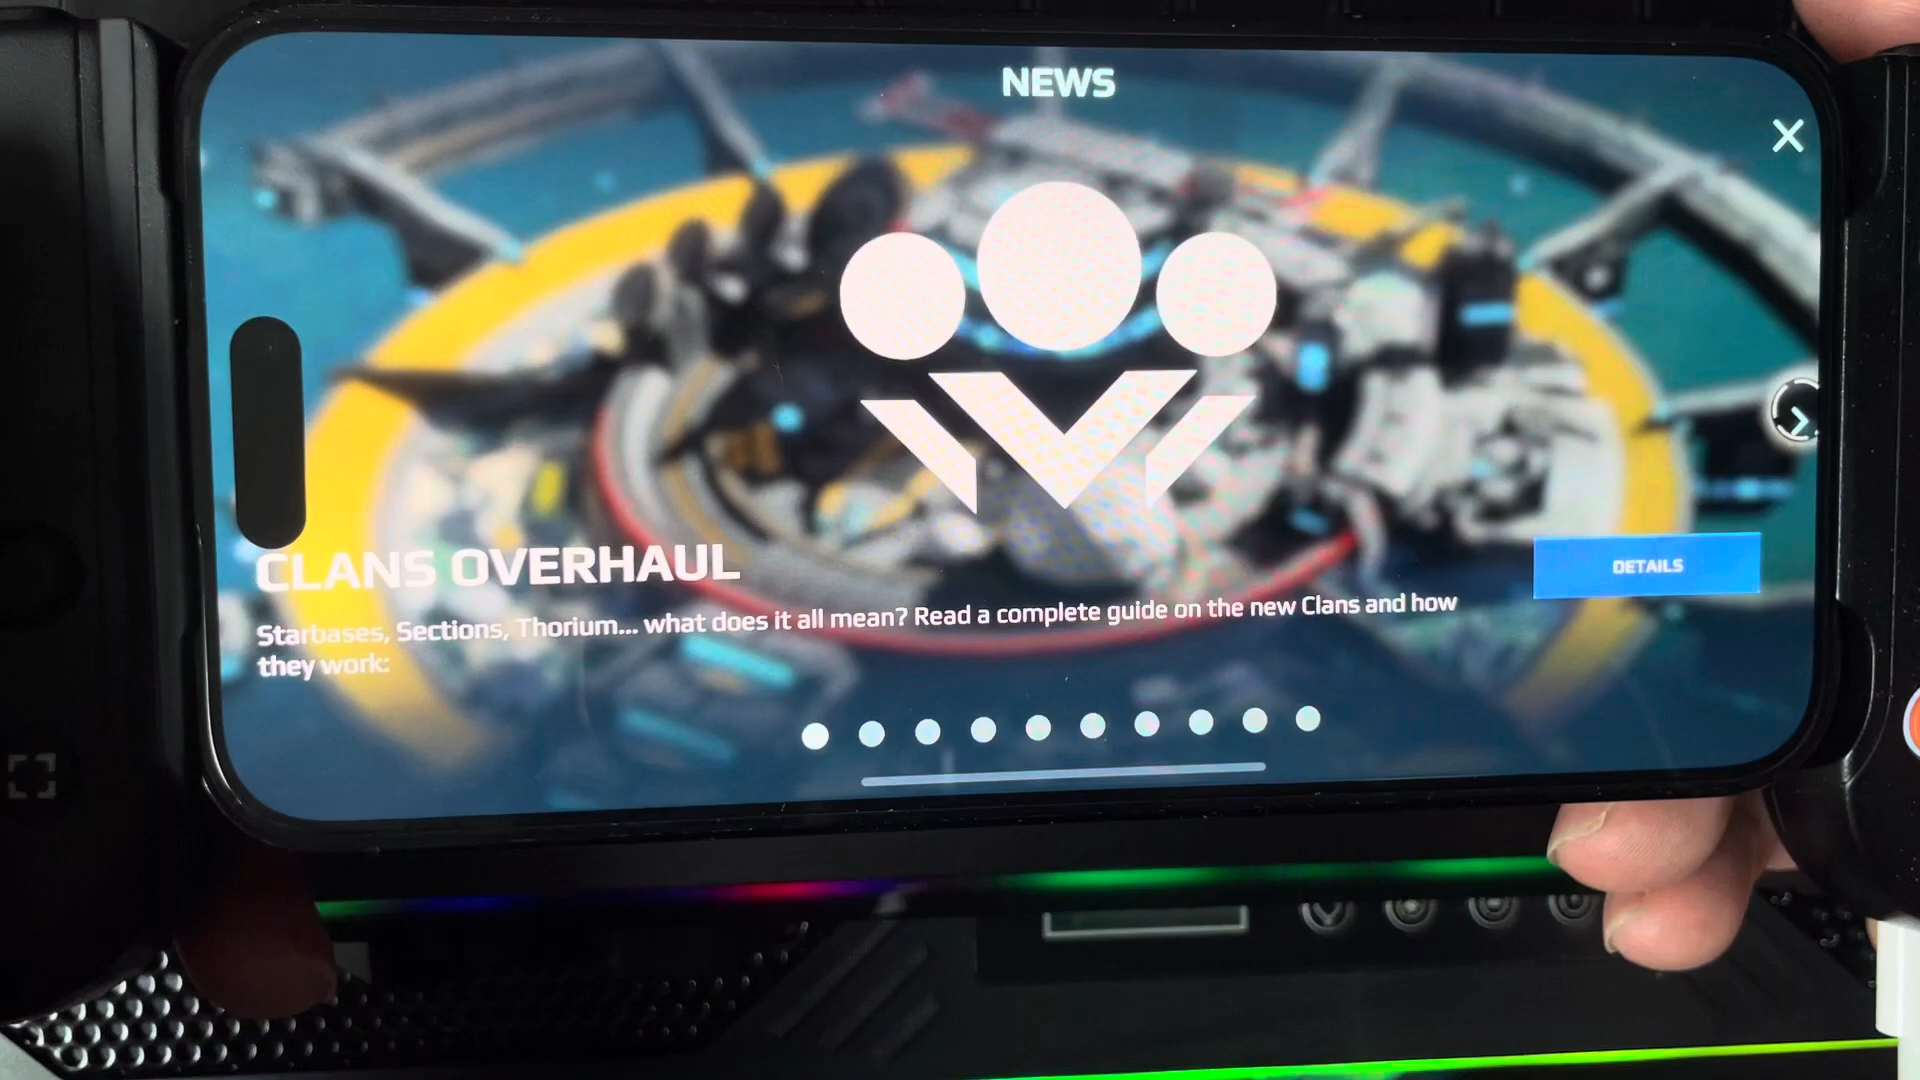 NEWS
CLANS OVERHAUL
Starbases, Sections, Thorium... what does it all mean? Read a complete guide on the new Clans and how
they work:
DETAILS